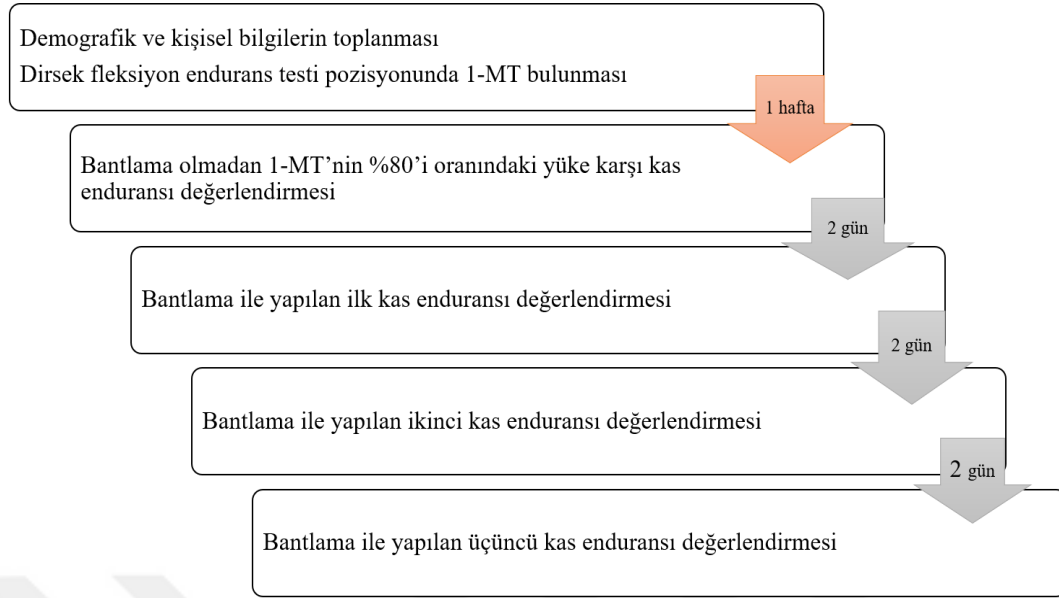 Demografik ve kişisel bilgilerin toplanması
Dirsek fleksiyon endurans testi pozisyonunda 1-MT bulunması
1 hafta
Bantlama olmadan 1-MT’nin %80’i oranındaki yüke karşı kas
enduransı değerlendirmesi
2 gün
Bantlama ile yapılan ilk kas enduransı değerlendirmesi
2 gün
Bantlama ile yapılan ikinci kas enduransı değerlendirmesi
2 gün
Bantlama ile yapılan üçüncü kas enduransı değerlendirmesi